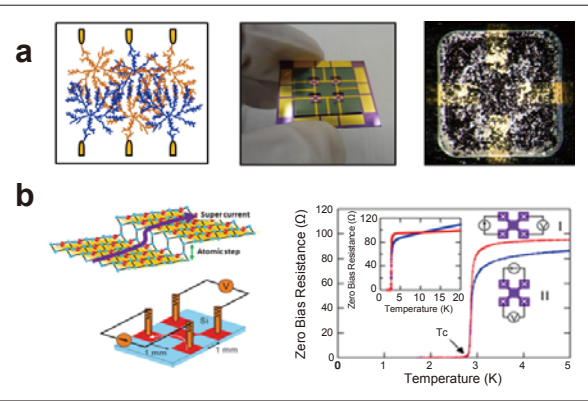 a
b
Supercurrent
Atomic step
V
Si
1 mm
1 mm
Zero Bias Resistance (Ω)
120
100
80
60
40
20
0
0
1
2
3
4
5
Temperature (K)
Tc
I
II
V
Zero Bias Resistance (Ω)
100
80
60
40
20
0
5
10
15
20
Temperature (K)